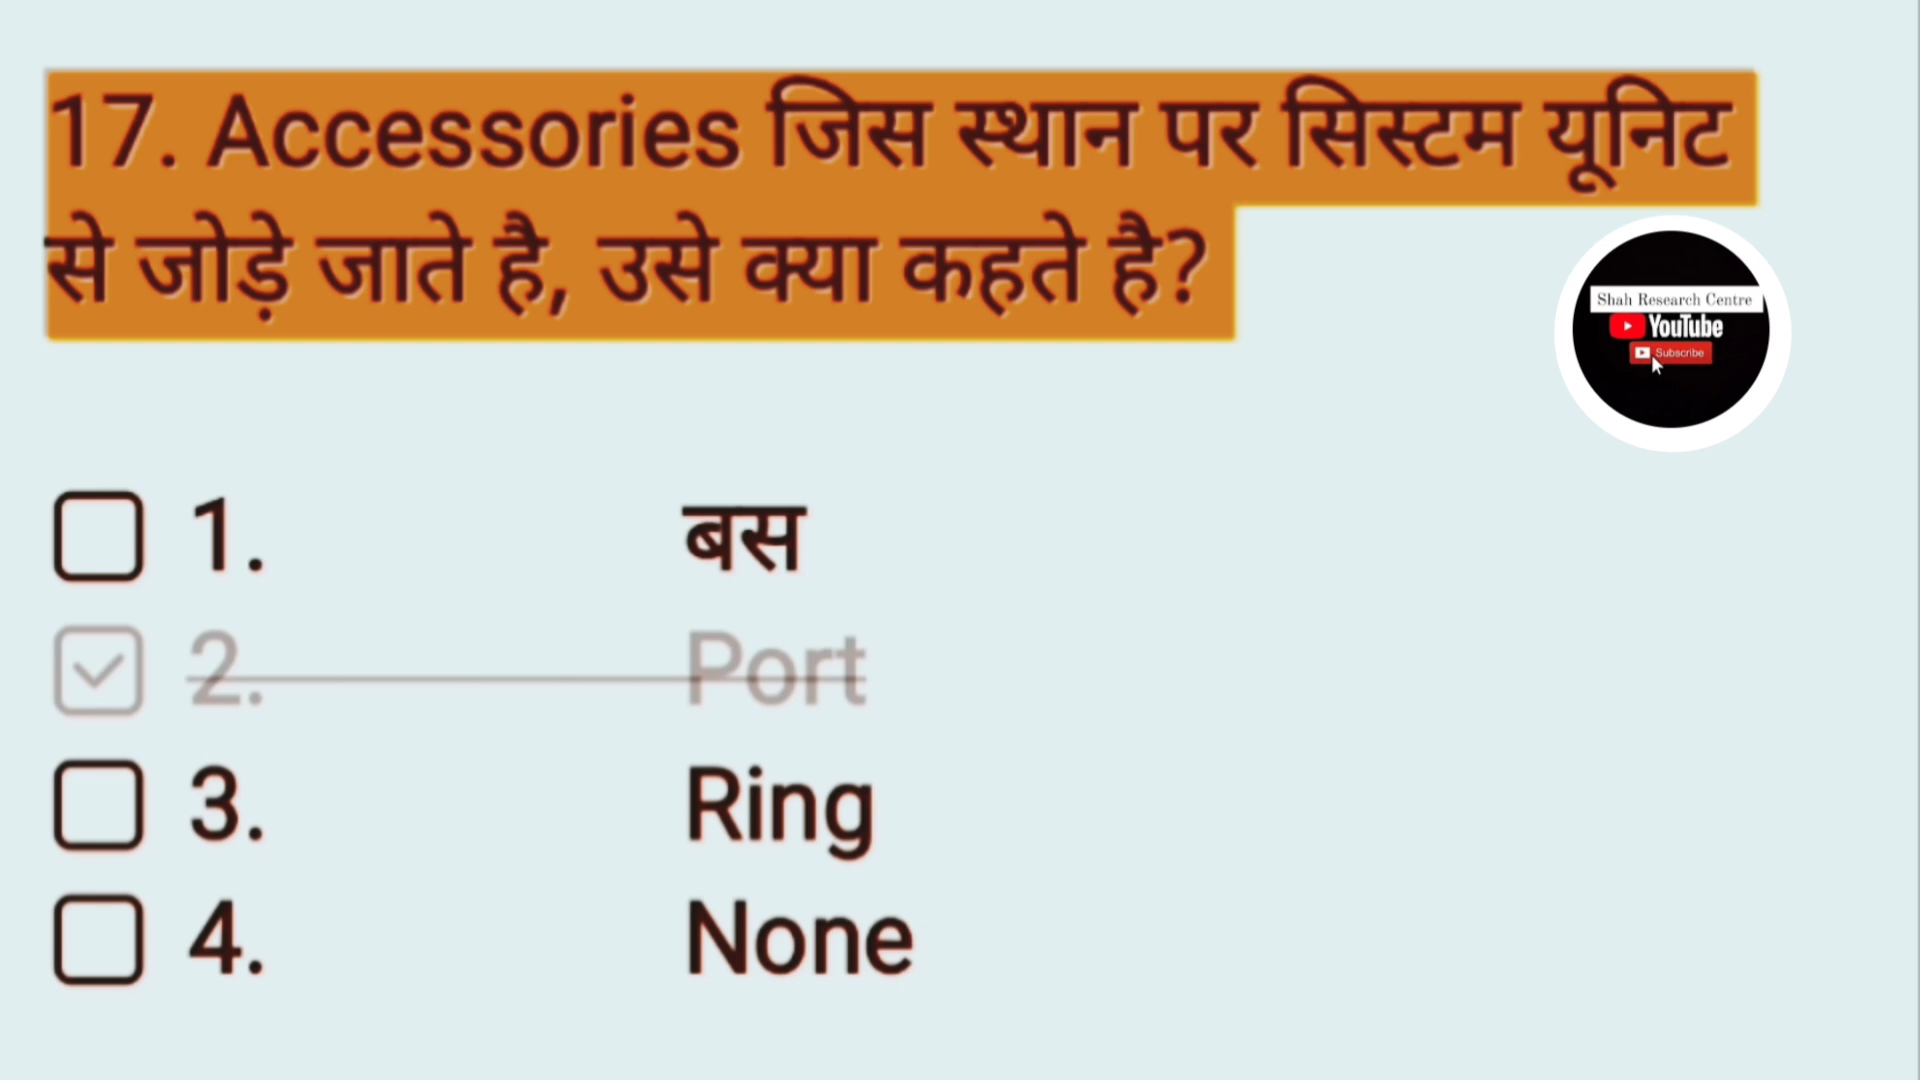 17. Accessories जिस स्थान पर सिस्टम यूनिट
से जोड़े जाते है, उसे क्या कहते है?
Shah Research Centre
YouTube
Subscribe
1. बस
2. Port
3. Ring
4. None